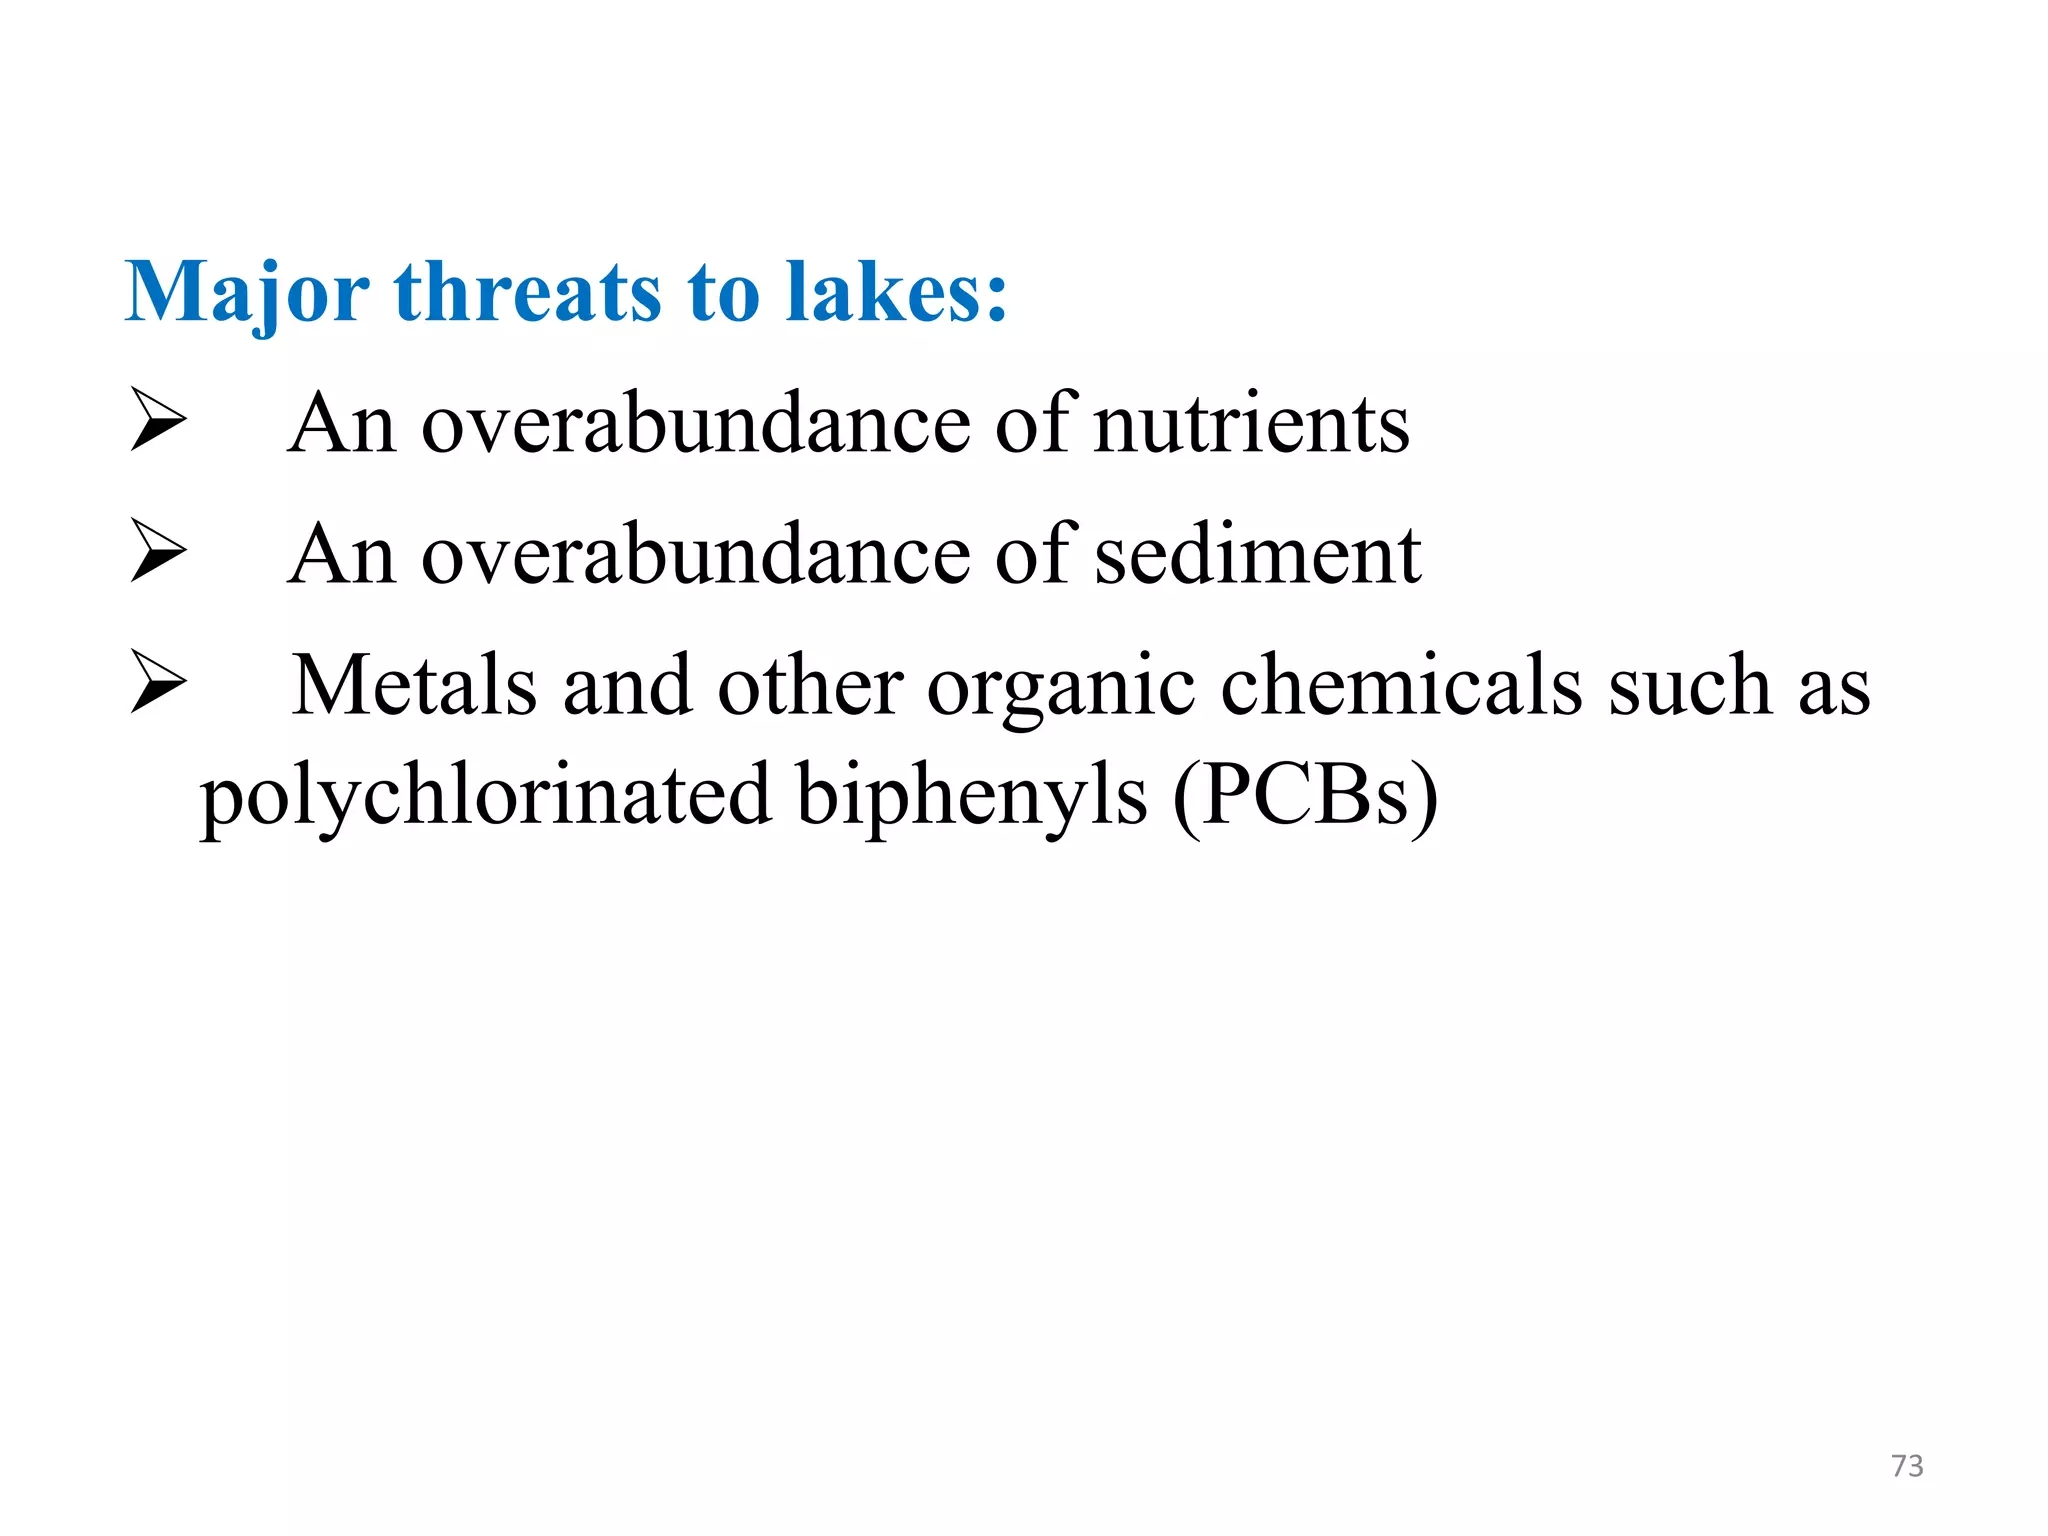 Major threats to lakes:
➢ An overabundance of nutrients
➢ An overabundance of sediment
➢ Metals and other organic chemicals such as
polychlorinated biphenyls (PCBs)
73